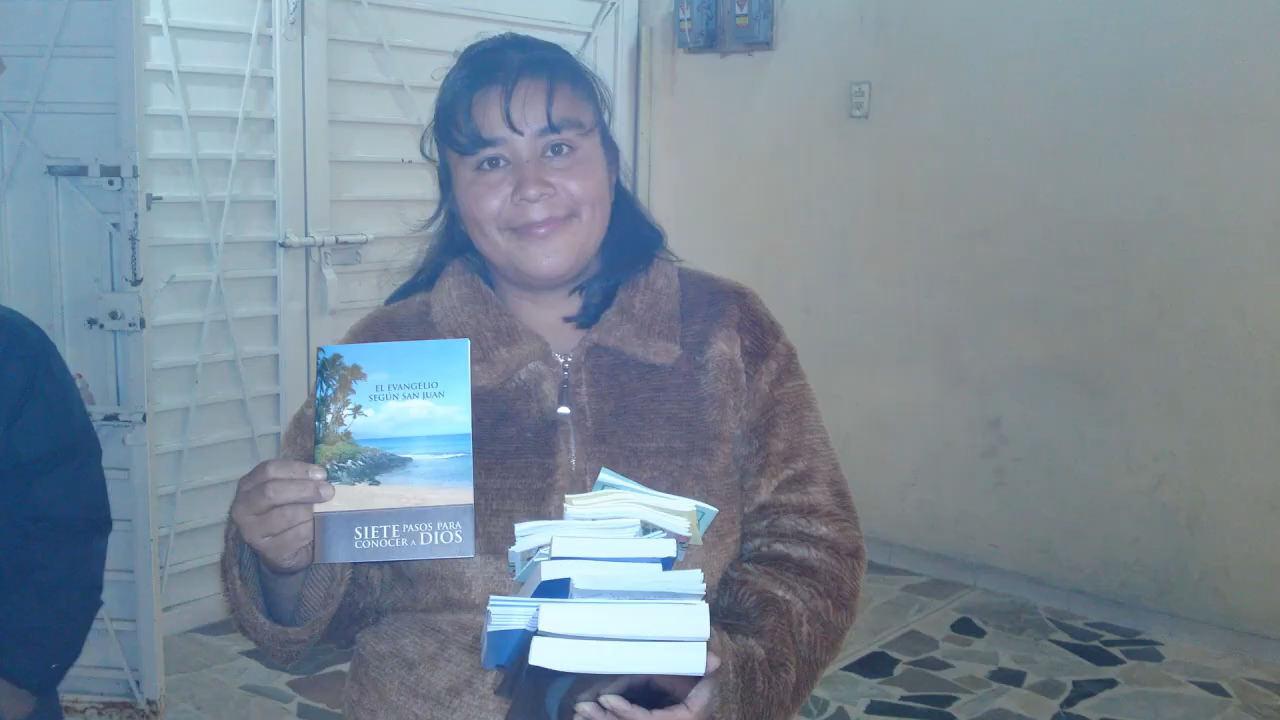 EL EVANGELIO
SEGÚN SAN JUAN
SIETE PASOS PARA
CONOCER A DIOS